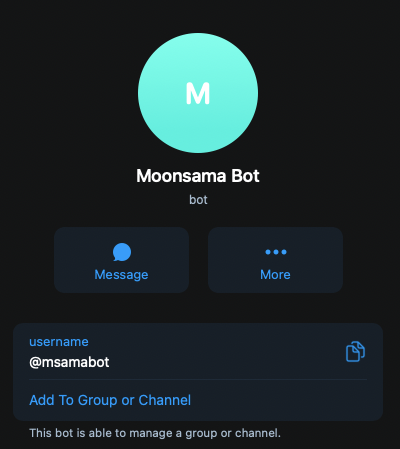 M
Moonsama Bot
bot
Message
More
username
@msamabot
Add To Group or Channel
This bot is able to manage a group or channel.